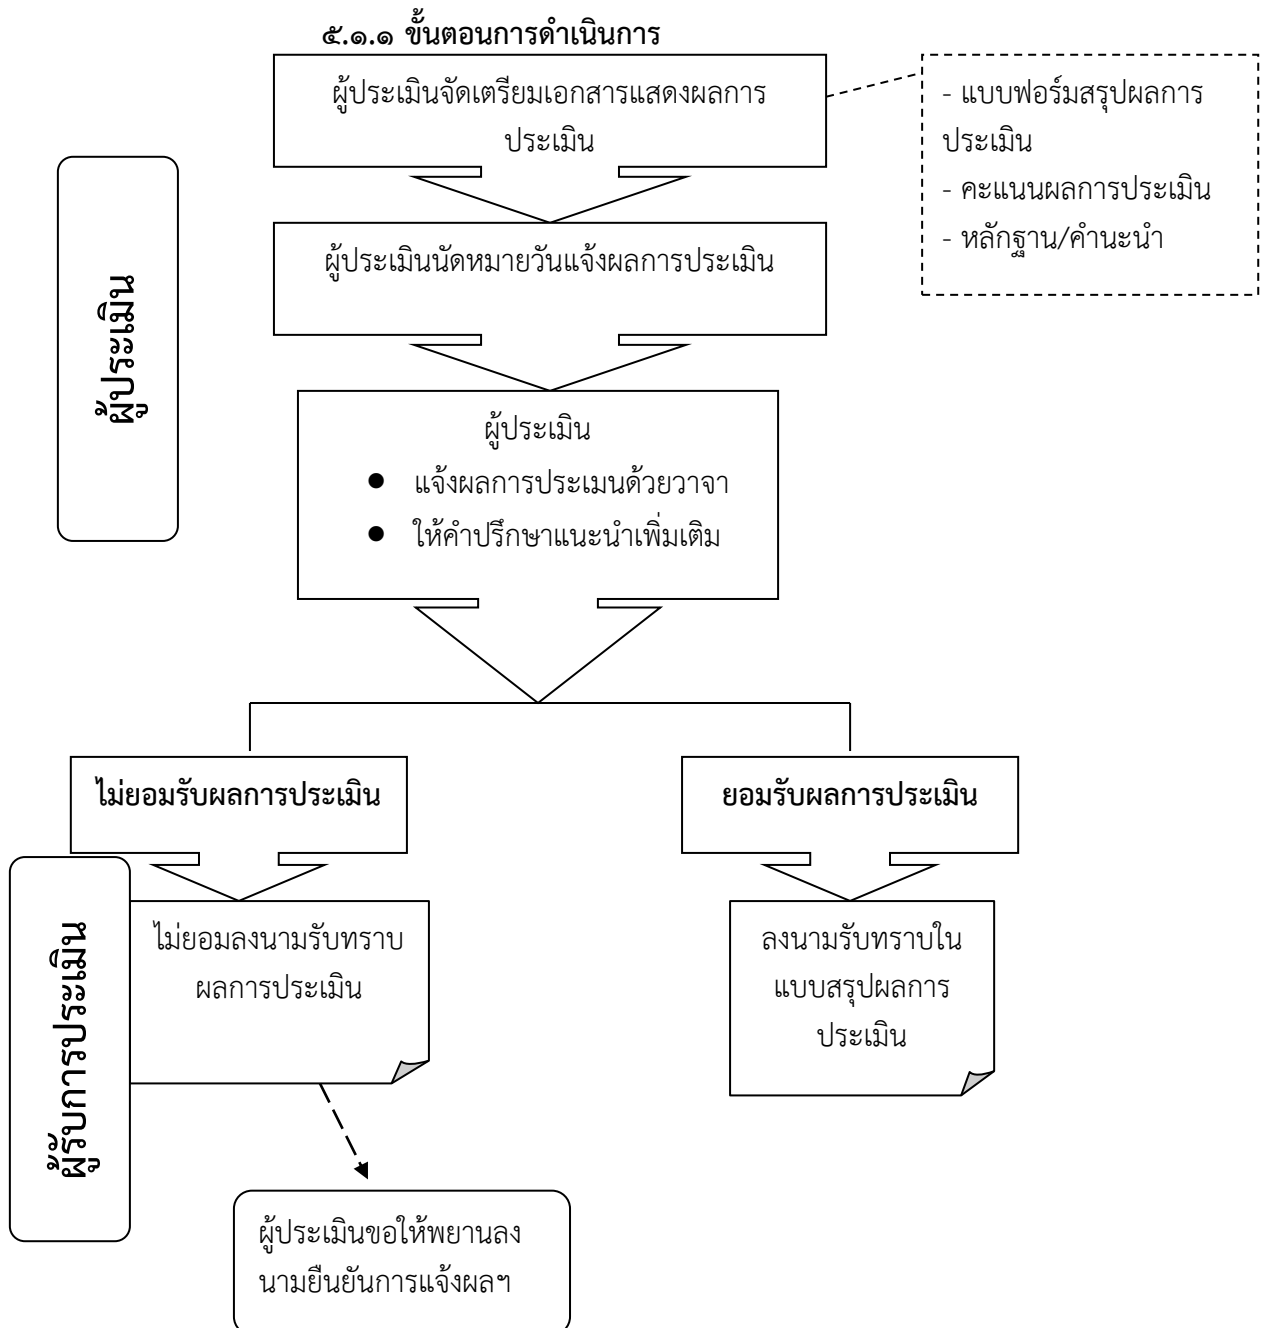 ๕.๑.๑ ขั้นตอนการดำเนินการ
ผู้ประเมินจัดเตรียมเอกสารแสดงผลการ
ประเมิน
- แบบฟอร์มสรุปผลการ
ประเมิน
- คะแนนผลการประเมิน
- หลักฐาน/คำนะนำ
ผู้ประเมิน
ผู้ประเมินนัดหมายวันแจ้งผลการประเมิน
ผู้ประเมิน
● แจ้งผลการประเมนด้วยวาจา
● ให้คำปรึกษาแนะนำเพิ่มเติม
ไม่ยอมรับผลการประเมิน
ยอมรับผลการประเมิน
ผู้รับการประเมิน
ไม่ยอมลงนามรับทราบ
ผลการประเมิน
ลงนามรับทราบใน
แบบสรุปผลการ
ประเมิน
ผู้ประเมินขอให้พยานลง
นามยืนยันการแจ้งผลฯ